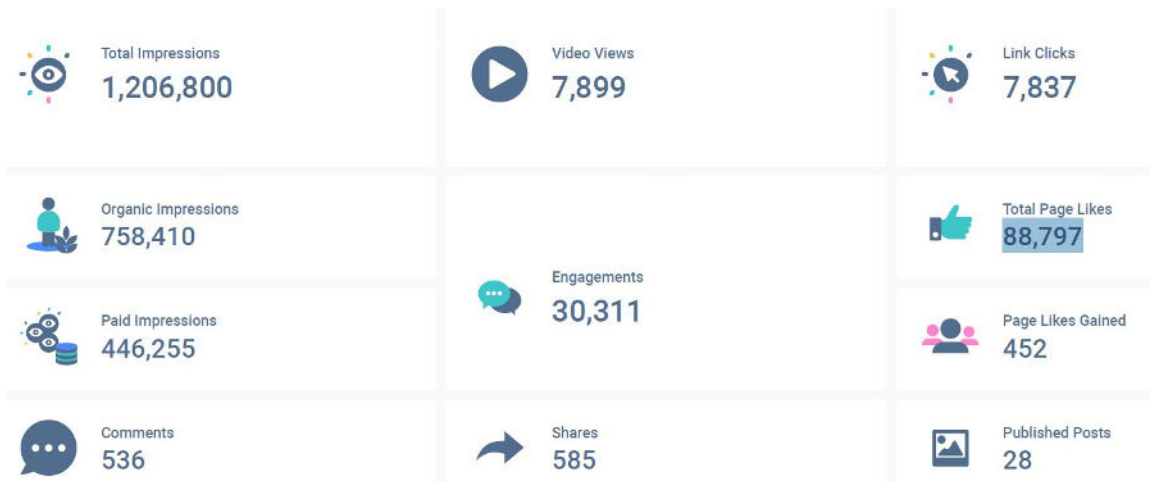 Total Impressions
1,206,800
Video Views
7,899
Link Clicks
7,837
Organic Impressions
758,410
Engagements
30,311
Total Page Likes
88,797
Paid Impressions
446,255
Page Likes Gained
452
Comments
536
Shares
585
Published Posts
28